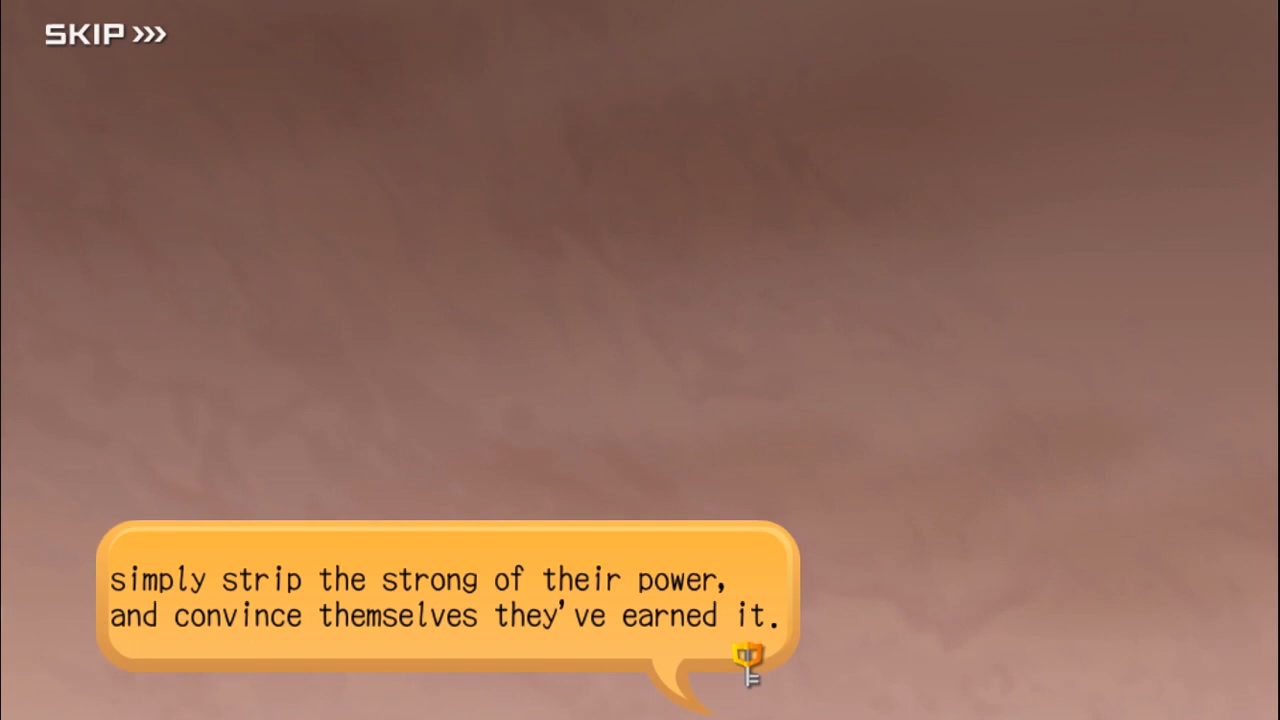 SKIP »›
simply strip the strong of their power,
and convince themselves they've earned it.